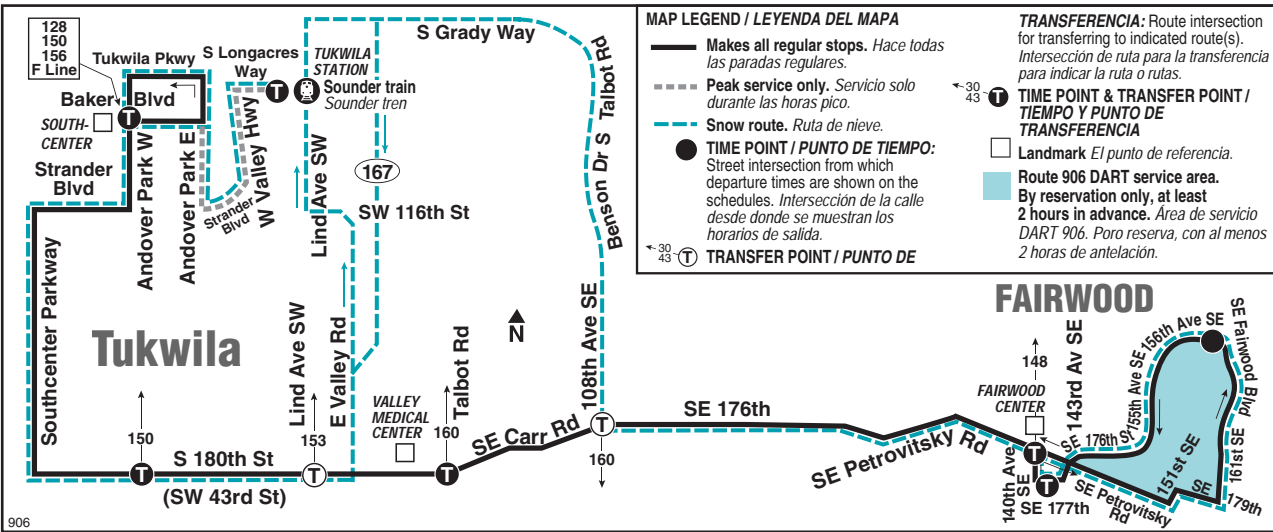 128
150
156
F Line
Tukwila Pkwy
Baker Blvd
SOUTH-
CENTER
Strander
Blvd
Southcenter Parkway
Andover Park W
Andover Park E
Strander
Blvd
W Valley Hwy
S Longacres
Way
T
T
TUKWILA
STATION
Sounder train
Sounder tren
S Grady Way
Lind Ave SW
167
SW 116th St
Benson Dr S
Talbot Rd
Tukwila
Lind Ave SW
E Valley Rd
N
VALLEY
MEDICAL
CENTER
Talbot Rd
108th Ave SE
150
153
160
160
T
T
T
T
S 180th St
(SW 43rd St)
SE Carr Rd
SE 176th
SE Petrovitsky Rd
906
MAP LEGEND / LEYENDA DEL MAPA
Makes all regular stops. Hace todas
las paradas regulares.
Peak service only. Servicio solo
durante las horas pico.
Snow route. Ruta de nieve.
TIME POINT / PUNTO DE TIEMPO:
Street intersection from which
departure times are shown on the
schedules. Intersección de la calle
desde donde se muestran los
horarios de salida.
30
43
T
TRANSFER POINT / PUNTO DE
TRANSFERENCIA: Route intersection
for transferring to indicated route(s).
Intersección de ruta para la transferencia
para indicar la ruta o rutas.
30
43
T
TIME POINT & TRANSFER POINT /
TIEMPO Y PUNTO DE
TRANSFERENCIA
Landmark El punto de referencia.
Route 906 DART service area.
By reservation only, at least
2 hours in advance. Área de servicio
DART 906. Poro reserva, con al menos
2 horas de antelación.
FAIRWOOD
148
FAIRWOOD
CENTER
143rd Av SE
T
T
140th Ave
SE
SE 177th
SE 176th St
155th Ave SE
156th Ave SE
SE Fairwood Blvd
161st SE
151st SE
SE Petrovitsky
Rd
SE 179th